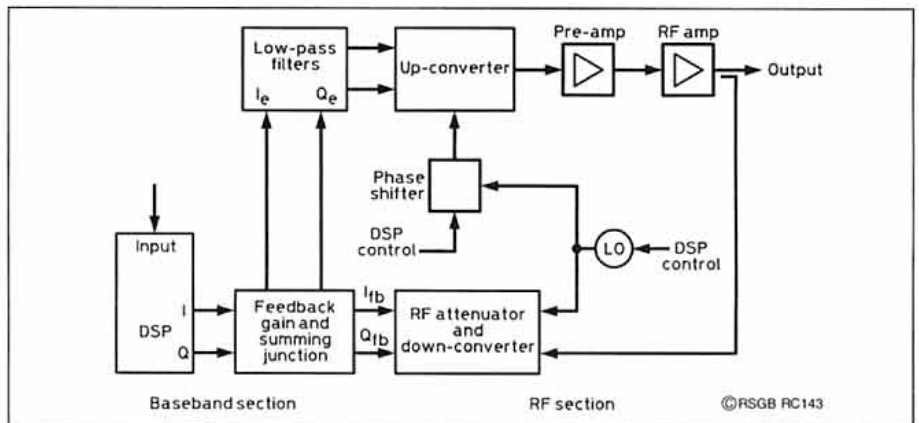 Low-pass
filters
Ie Qe
Up-converter
Pre-amp
RF amp
Output
Phase
shifter
DSP
control
LO
DSP
control
Input
I
DSP
Q
Feedback
gain and
summing
junction
Ifb
Qfb
RF attenuator
and
down-converter
Baseband section
RF section
©RSGB RC143